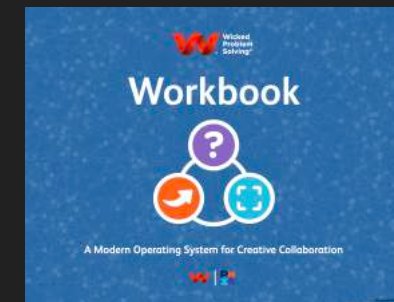 Wicked
Problem
Solving®
Workbook
?
A Modern Operating System for Creative Collaboration